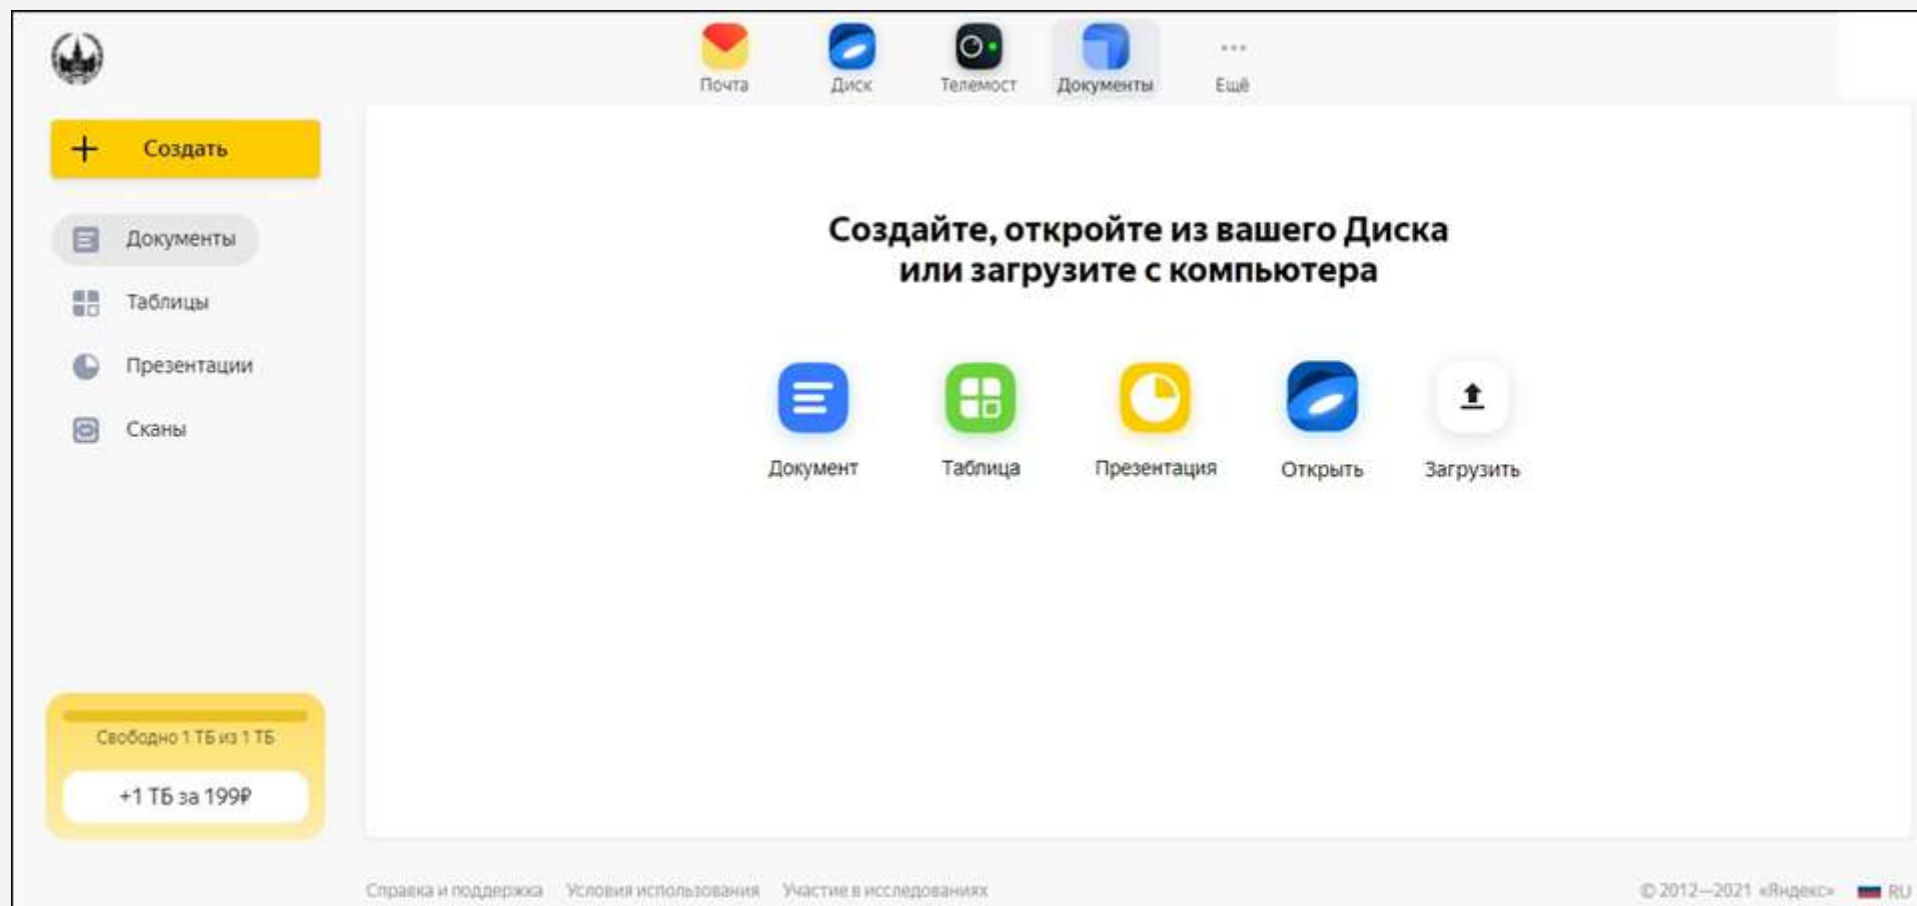 Почта Диск Телемост Документы Ещё
Создать
Документы
Таблицы
Презентации
Сканы
Создайте, откройте из вашего Диска
или загрузите с компьютера
Документ Таблица Презентация Открыть Загрузить
Свободно 1 ТБ из 1 ТБ
+1 ТБ за 199₽
Справка и поддержка Условия использования Участие в исследованиях
© 2012—2021 «Яндекс» RU